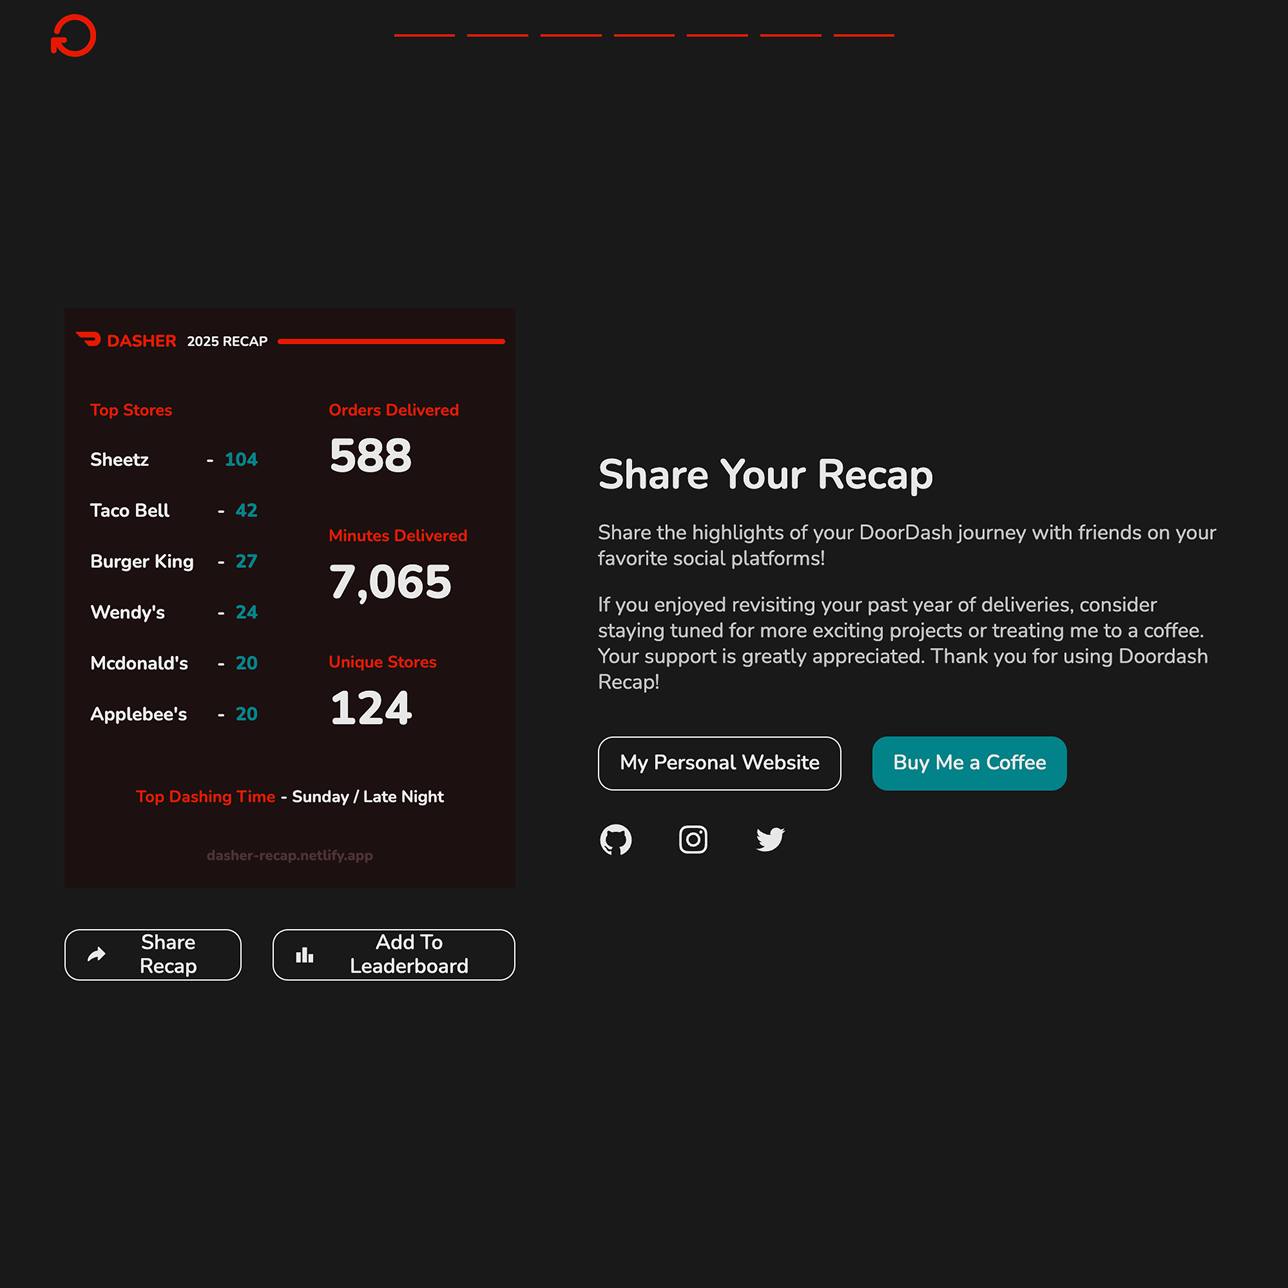 DASHER 2025 RECAP
Top Stores
Sheetz - 104
Taco Bell - 42
Burger King - 27
Wendy's - 24
Mcdonald's - 20
Applebee's - 20
Orders Delivered
588
Minutes Delivered
7,065
Unique Stores
124
Top Dashing Time - Sunday / Late Night
dasher-recap.netlify.app
Share
Recap
Add To
Leaderboard
Share Your Recap
Share the highlights of your DoorDash journey with friends on your
favorite social platforms!
If you enjoyed revisiting your past year of deliveries, consider
staying tuned for more exciting projects or treating me to a coffee.
Your support is greatly appreciated. Thank you for using Doordash
Recap!
My Personal Website
Buy Me a Coffee